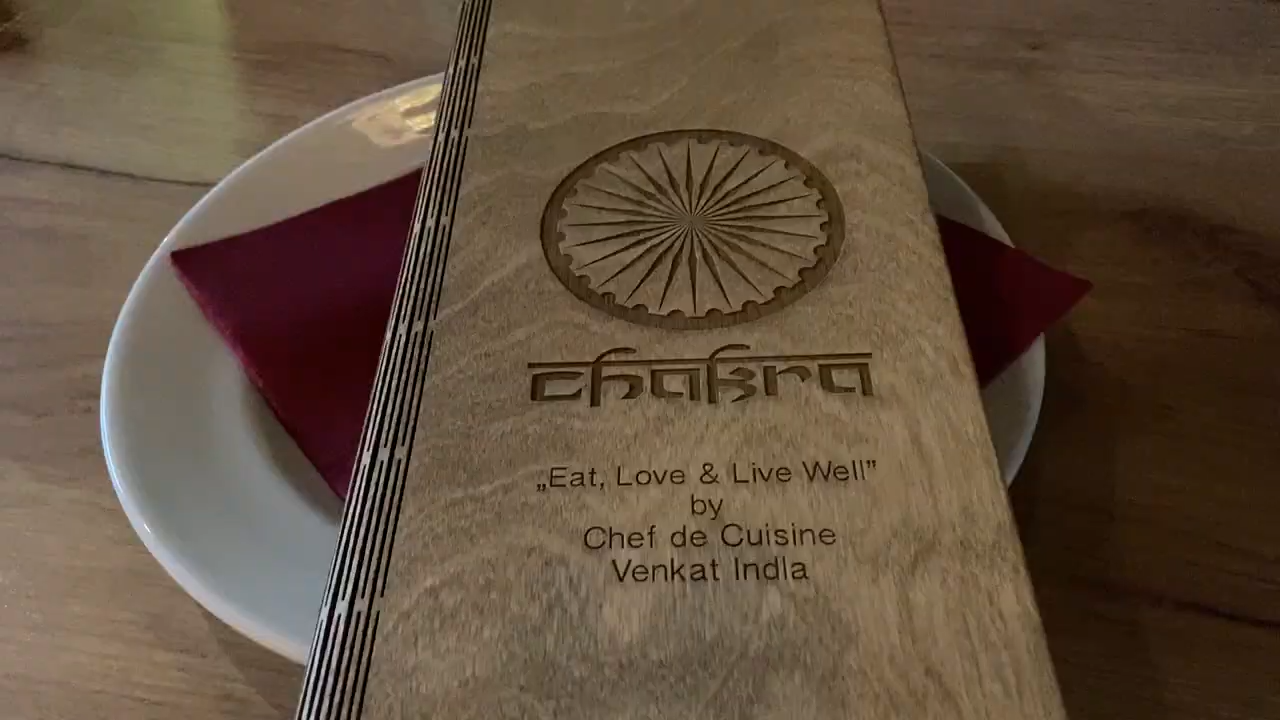 chakra
„Eat, Love & Live Well”
by
Chef de Cuisine
Venkat Indla